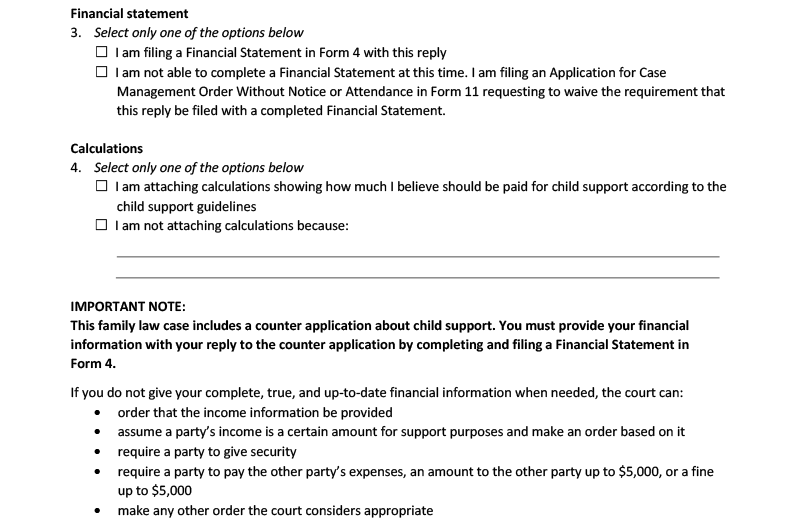 Financial statement
3. Select only one of the options below
☐ I am filing a Financial Statement in Form 4 with this reply
☐ I am not able to complete a Financial Statement at this time. I am filing an Application for Case
Management Order Without Notice or Attendance in Form 11 requesting to waive the requirement that
this reply be filed with a completed Financial Statement.
Calculations
4. Select only one of the options below
☐ I am attaching calculations showing how much I believe should be paid for child support according to the
child support guidelines
☐ I am not attaching calculations because:
IMPORTANT NOTE:
This family law case includes a counter application about child support. You must provide your financial
information with your reply to the counter application by completing and filing a Financial Statement in
Form 4.
If you do not give your complete, true, and up-to-date financial information when needed, the court can:
• order that the income information be provided
• assume a party's income is a certain amount for support purposes and make an order based on it
• require a party to give security
• require a party to pay the other party's expenses, an amount to the other party up to $5,000, or a fine
up to $5,000
• make any other order the court considers appropriate